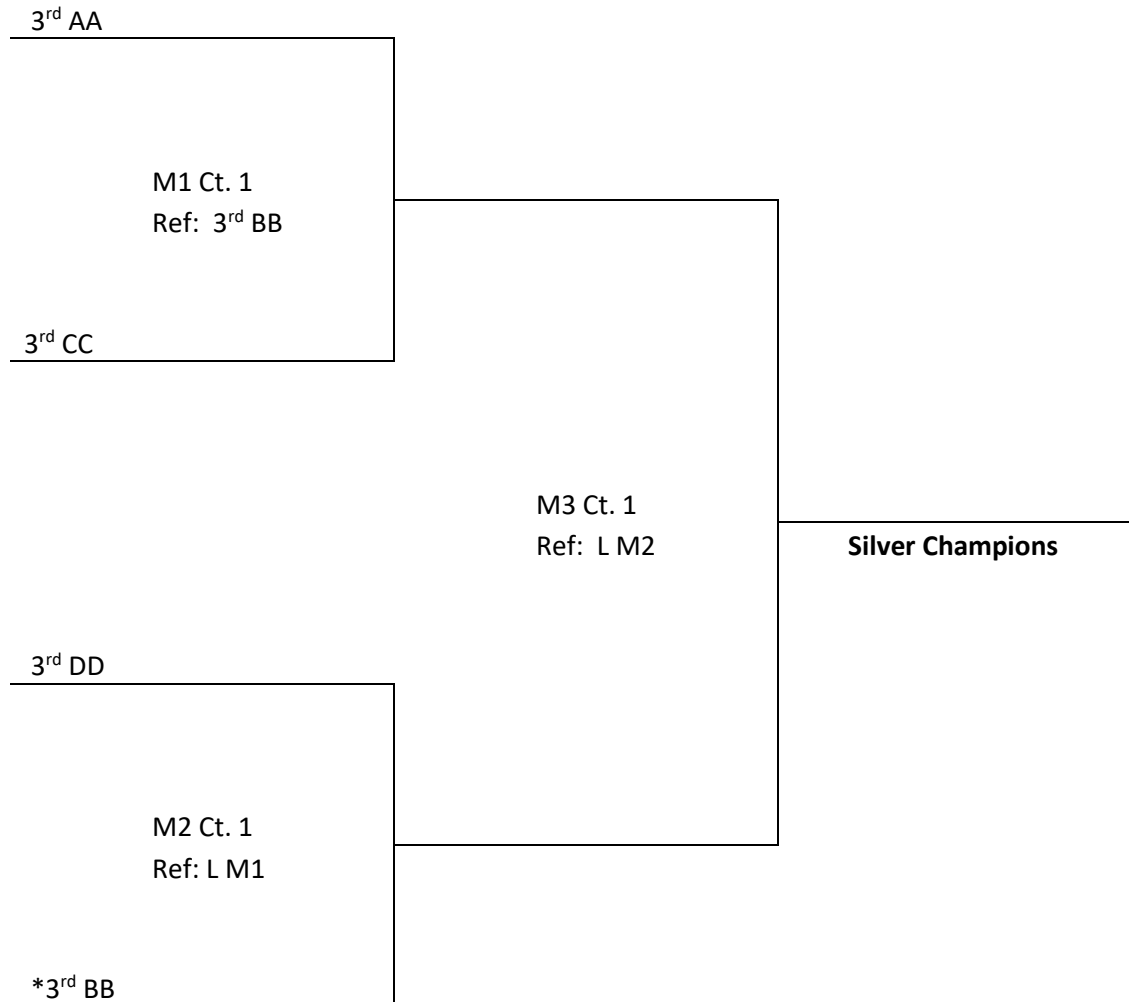 3rd AA
M1 Ct. 1
Ref: 3rd BB
3rd CC
M3 Ct. 1
Ref: L M2
Silver Champions
3rd DD
M2 Ct. 1
Ref: L M1
*3rd BB